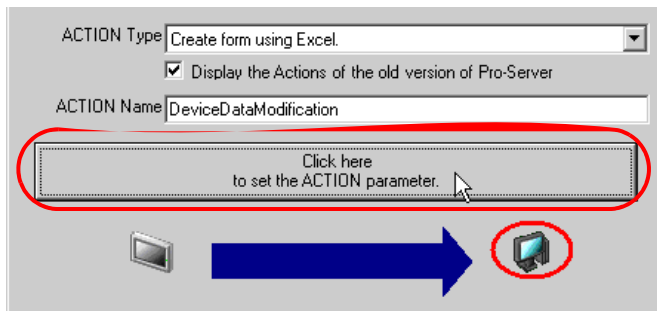 ACTION Type Create form using Excel.
Display the Actions of the old version of Pro-Server
ACTION Name DeviceDataModification
Click here
to set the ACTION parameter.